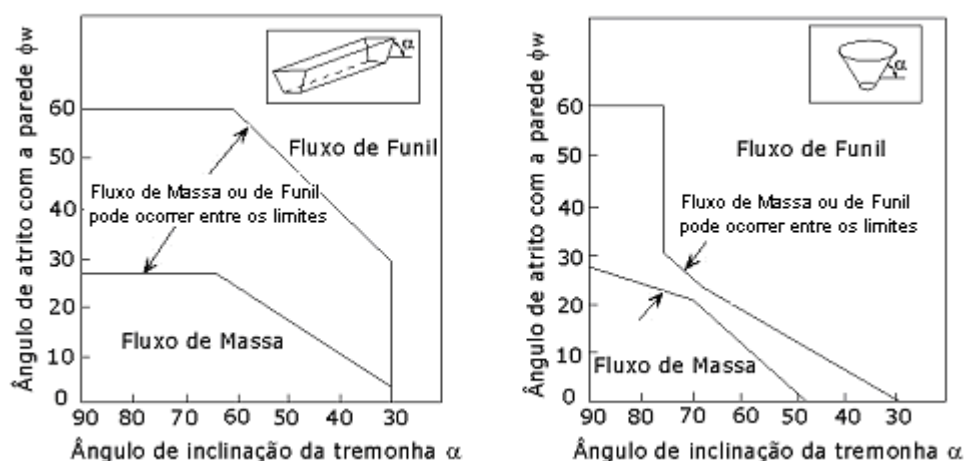 Ângulo de atrito com a parede ϕw
60
50
40
30
20
10
0
α
Fluxo de Funil
Fluxo de Massa ou de Funil
pode ocorrer entre os limites
Fluxo de Massa
90 80 70 60 50 40 30
Ângulo de inclinação da tremonha α
Ângulo de atrito com a parede ϕw
60
50
40
30
20
10
0
α
Fluxo de Funil
Fluxo de Massa ou de Funil
pode ocorrer entre os limites
Fluxo de Massa
90 80 70 60 50 40 30
Ângulo de inclinação da tremonha α